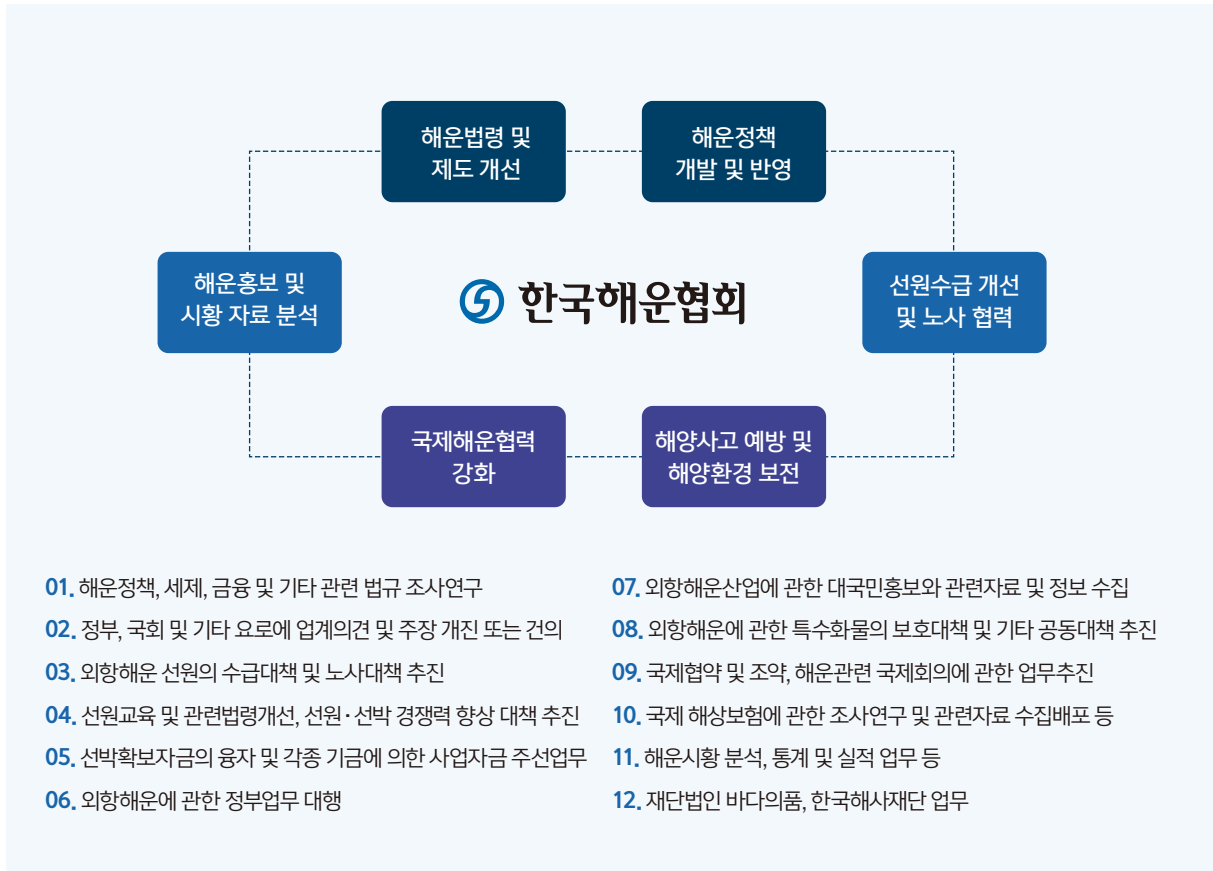 해운법령 및
제도 개선
해운정책
개발 및 반영
해운홍보 및
시황 자료 분석
한국해운협회
선원수급 개선
및 노사 협력
국제해운협력
강화
해양사고 예방 및
해양환경 보전
01. 해운정책, 세제, 금융 및 기타 관련 법규 조사연구
02. 정부, 국회 및 기타 요로에 업계의견 및 주장 개진 또는 건의
03. 외항해운 선원의 수급대책 및 노사대책 추진
04. 선원교육 및 관련법령개선, 선원·선박 경쟁력 향상 대책 추진
05. 선박확보자금의 융자 및 각종 기금에 의한 사업자금 주선업무
06. 외항해운에 관한 정부업무 대행
07. 외항해운산업에 관한 대국민홍보와 관련자료 및 정보 수집
08. 외항해운에 관한 특수화물의 보호대책 및 기타 공동대책 추진
09. 국제협약 및 조약, 해운관련 국제회의에 관한 업무추진
10. 국제 해상보험에 관한 조사연구 및 관련자료 수집배포 등
11. 해운시황 분석, 통계 및 실적 업무 등
12. 재단법인 바다의품, 한국해사재단 업무